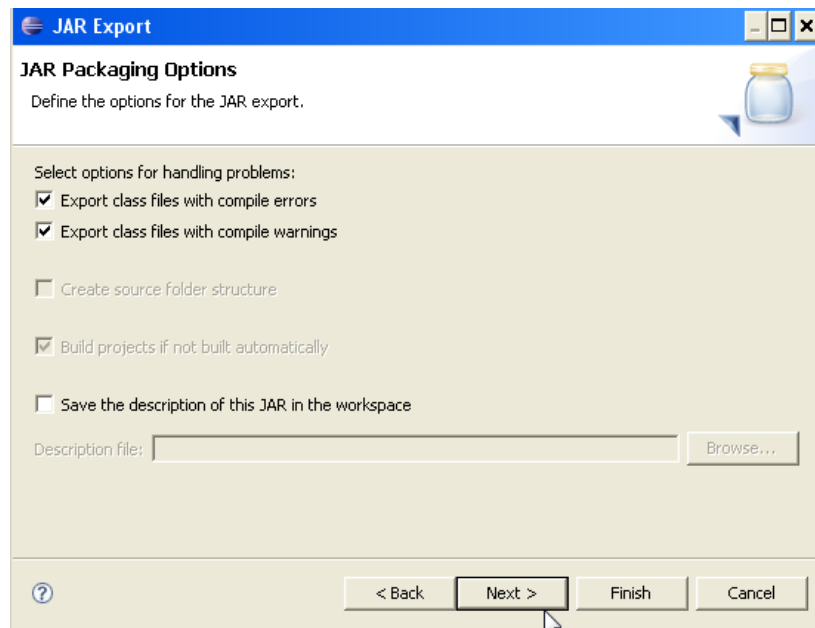 JAR Export
JAR Packaging Options
Define the options for the JAR export.
Select options for handling problems:
Export class files with compile errors
Export class files with compile warnings
Create source folder structure
Build projects if not built automatically
Save the description of this JAR in the workspace
Description file: Browse...
? < Back Next > Finish Cancel